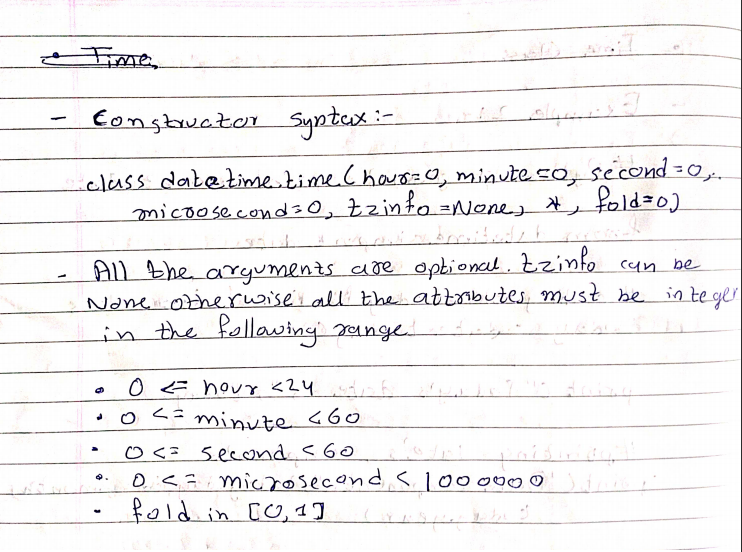 • Time
- Constructor syntax :-
class datetime.time(hour=0, minute=0, second=0,
microsecond=0, tzinfo=None, *, fold=0)
- All the arguments are optional. tzinfo can be
None otherwise all the attributes must be integer
in the following range
• 0 <= hour <24
• 0 <= minute <60
• 0 <= second <60
• 0 <= microsecond < 1000000
- fold in [0,1]